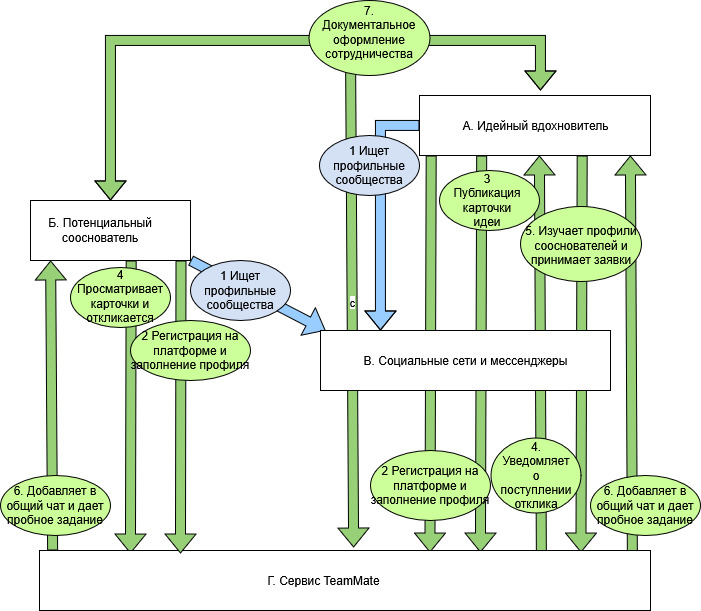 7.
Документальное
оформление
сотрудничества
А. Идейный вдохновитель
1 Ищет
профильные
сообщества
3
Публикация
карточки
идеи
Б. Потенциальный
сооснователь
5. Изучает профили
сооснователей и
принимает заявки
4
Просматривает
карточки и
откликается
1 Ищет
профильные
сообщества
с
2 Регистрация на
платформе и
заполнение профиля
В. Социальные сети и мессенджеры
4.
Уведомляет
о
поступлении
отклика
2 Регистрация на
платформе и
заполнение профиля
6. Добавляет в
общий чат и дает
пробное задание
6. Добавляет в
общий чат и дает
пробное задание
Г. Сервис TeamMate